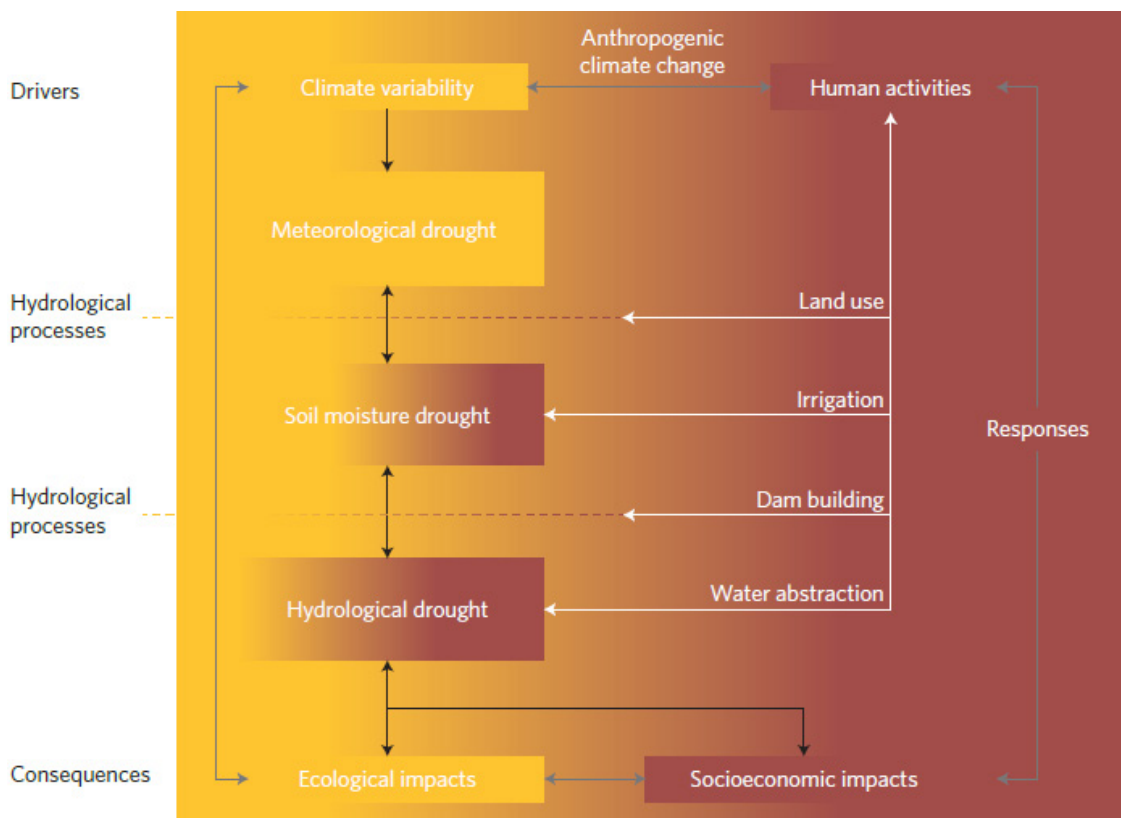 Anthropogenic
climate change
Drivers
Climate variability
Human activities
Meteorological drought
Hydrological
processes
Land use
Soil moisture drought
Irrigation
Responses
Hydrological
processes
Dam building
Hydrological drought
Water abstraction
Consequences
Ecological impacts
Socioeconomic impacts